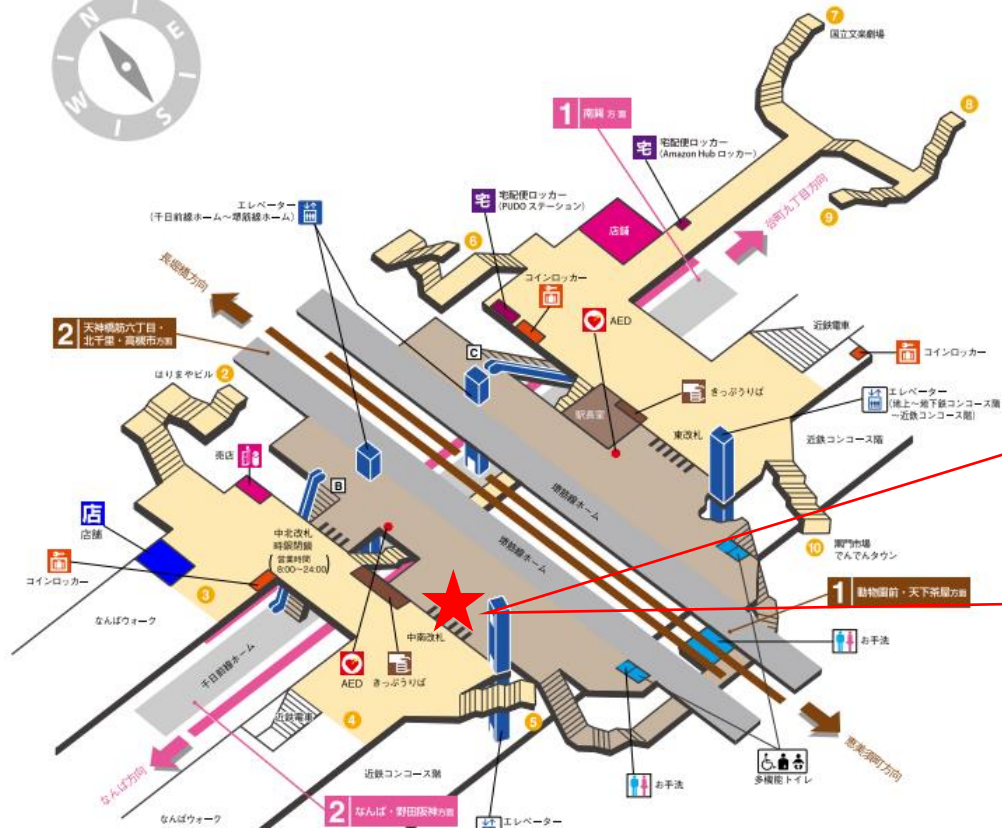 N
E
I
S
W
7
国立文楽劇場
8
1 南巽方面
宅 宅配便ロッカー
(Amazon Hub ロッカー)
エレベーター
(千日前線ホーム～堺筋線ホーム)
宅 宅配便ロッカー
(PUDO ステーション)
店舗
谷町九丁目方向
9
6
長堀橋方向
コインロッカー
AED
近鉄電車
コインロッカー
2 天神橋筋六丁目・
北千里・高槻市方面
C
きっぷうりば
駅長室
エレベーター
(地上～地下鉄コンコース階
～近鉄コンコース階)
はりまやビル 2
東改札
近鉄コンコース階
売店
B
堺筋線ホーム
店
店舗
中北改札
時鎖閉鎖
営業時間
8:00～24:00
堺筋線ホーム
10 黒門市場
でんでんタウン
コインロッカー
3
なんばウォーク
1 動物園前・天下茶屋方面
中南改札
お手洗
千日前線ホーム
AED
きっぷうりば
近鉄電車
4
5
恵美須町方向
なんば方向
近鉄コンコース階
お手洗
多機能トイレ
2 なんば・野田阪神方面
なんばウォーク
エレベーター